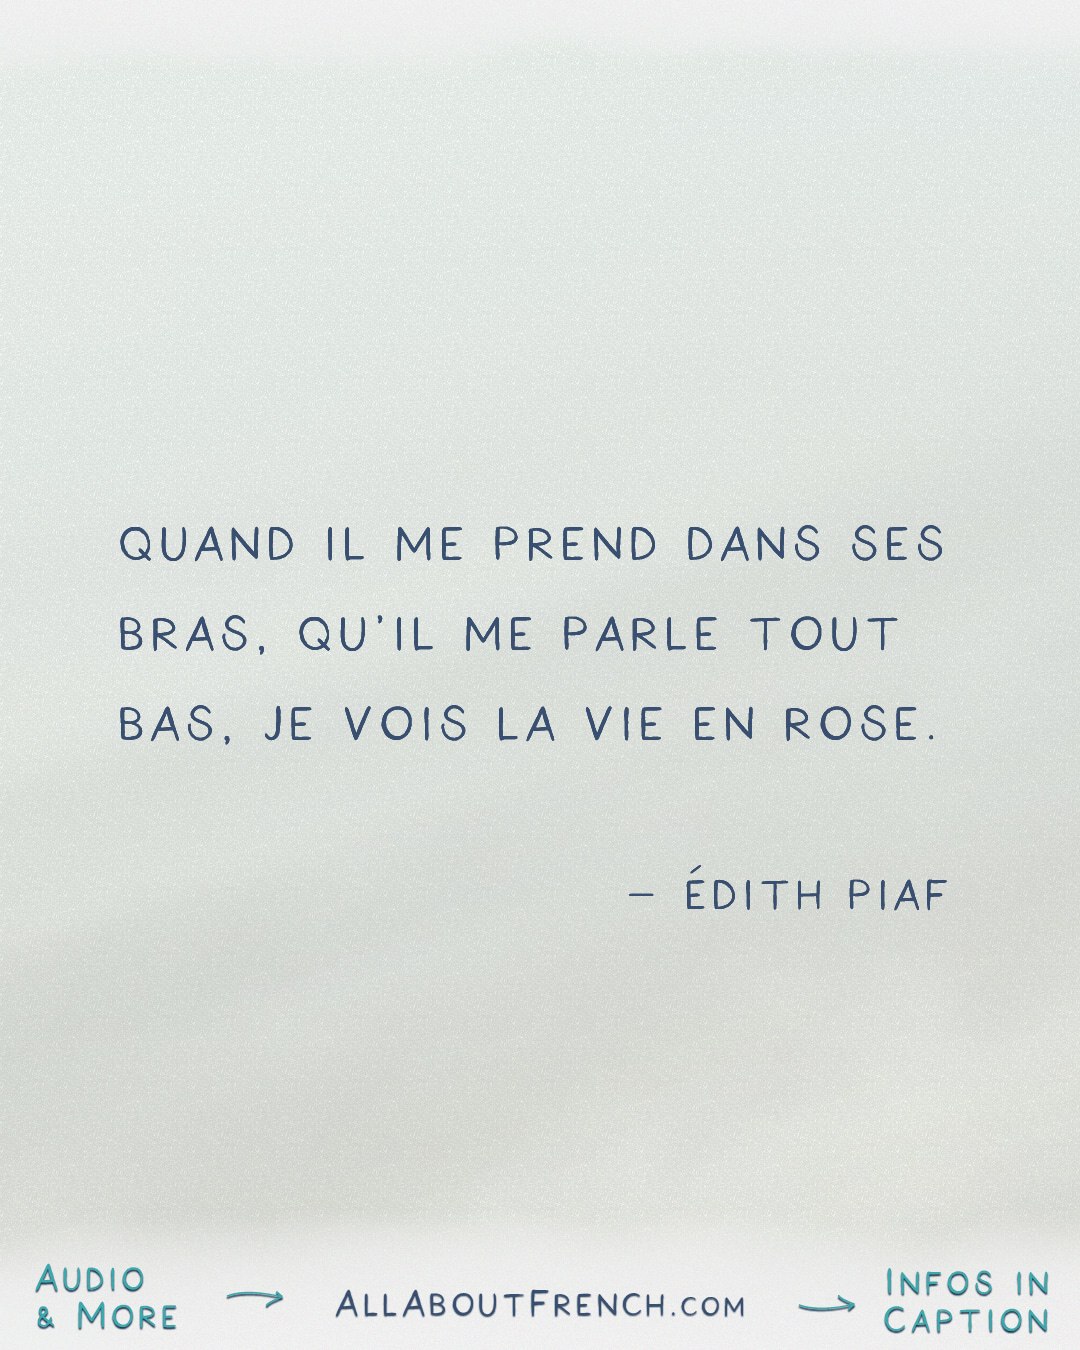 QUAND IL ME PREND DANS SES
BRAS, QU'IL ME PARLE TOUT
BAS, JE VOIS LA VIE EN ROSE.
– ÉDITH PIAF
AUDIO
& MORE
ALLABOUTFRENCH.COM
INFOS IN
CAPTION